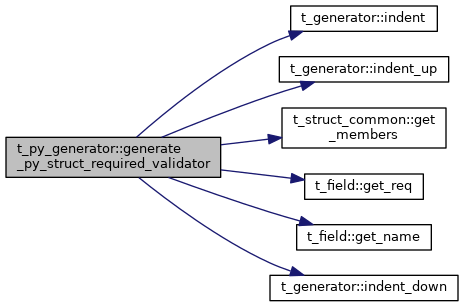 t_generator::indent
t_generator::indent_up
t_struct_common::get
_members
t_py_generator::generate
_py_struct_required_validator
t_field::get_req
t_field::get_name
t_generator::indent_down